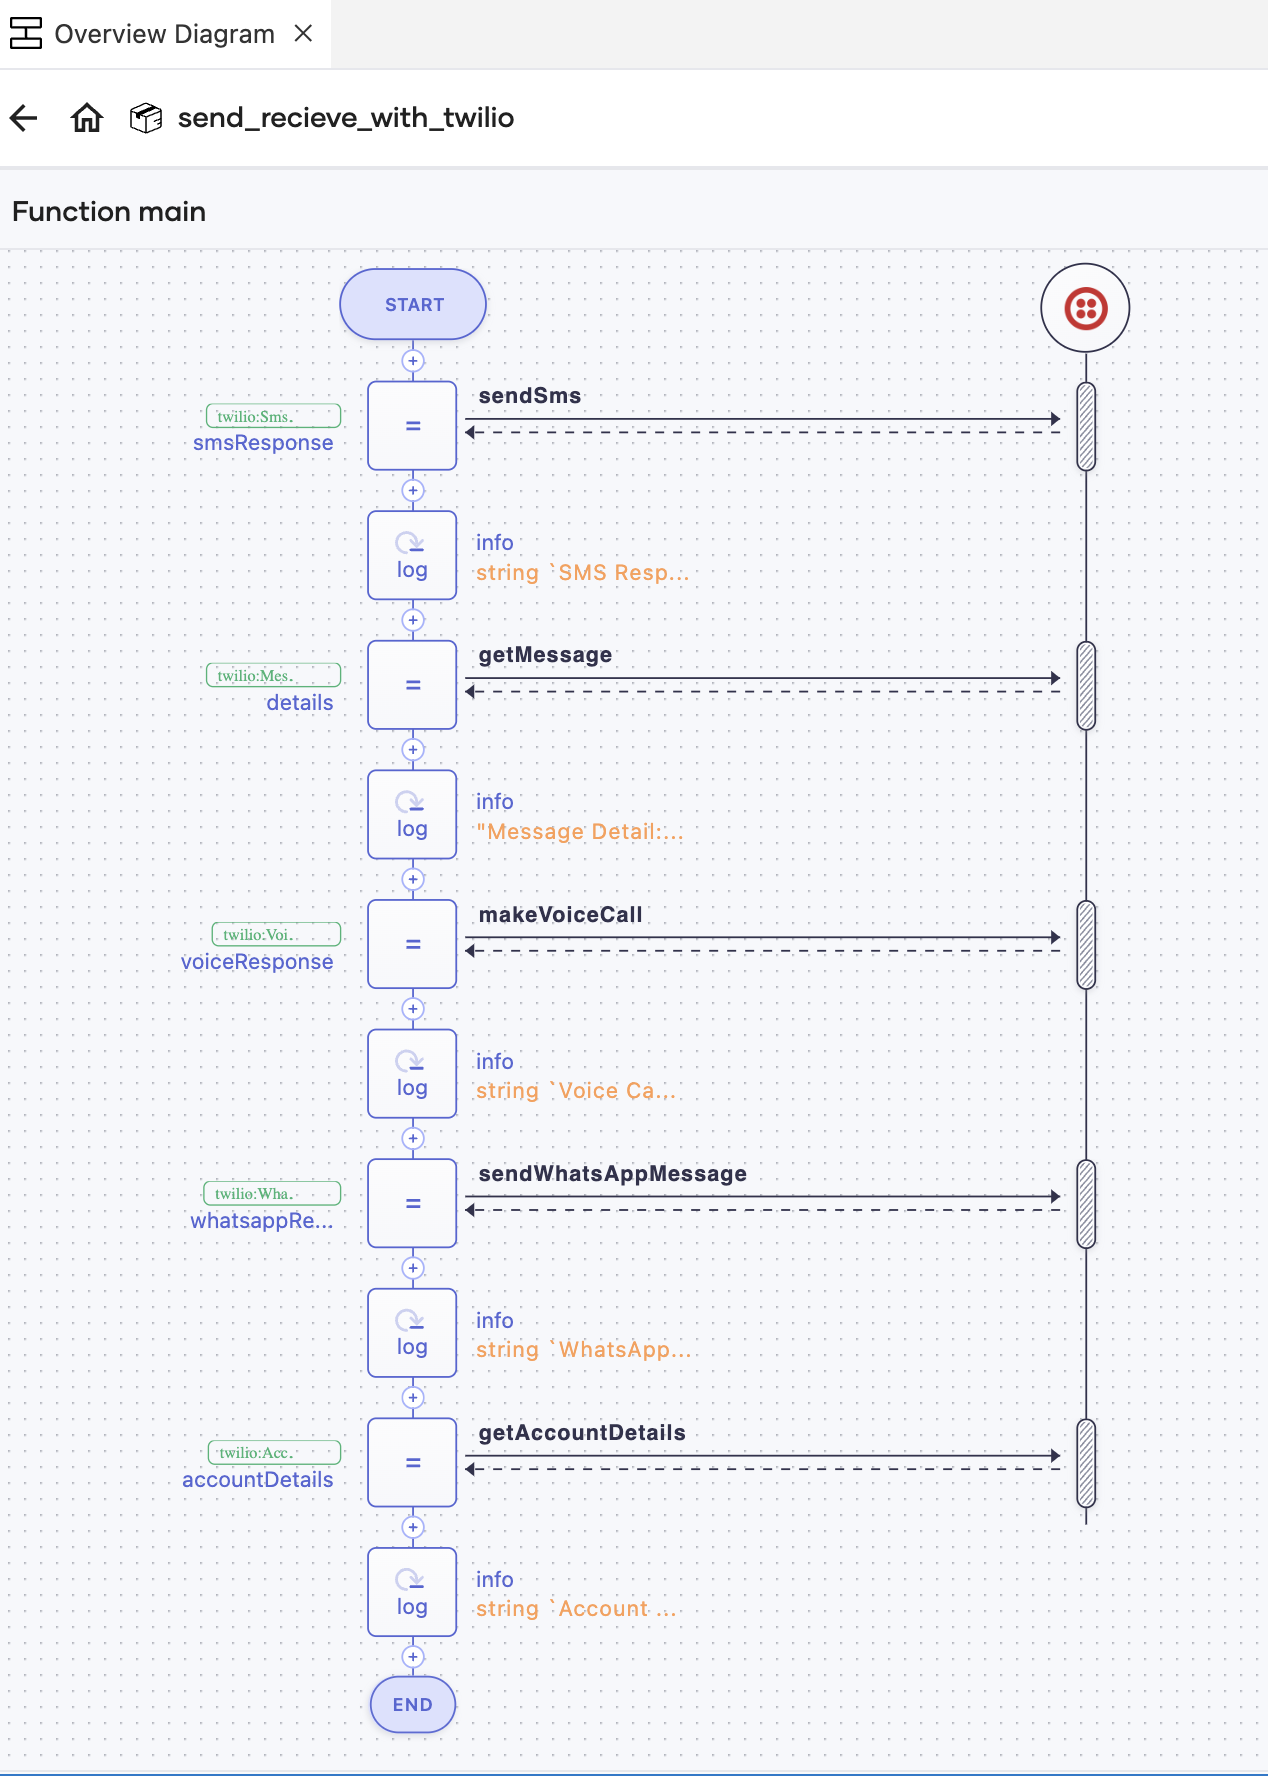 Overview Diagram
send_recieve_with_twilio
Function main
START
sendSms
twilio:Sms.
smsResponse
=
info
log
string `SMS Resp...
getMessage
twilio:Mes.
details
=
info
log
"Message Detail:...
makeVoiceCall
twilio:Voi.
voiceResponse
=
info
log
string `Voice Ca...
sendWhatsAppMessage
twilio:Wha.
whatsappRe...
=
info
log
string `WhatsApp...
getAccountDetails
twilio:Acc.
accountDetails
=
info
log
string `Account ...
END